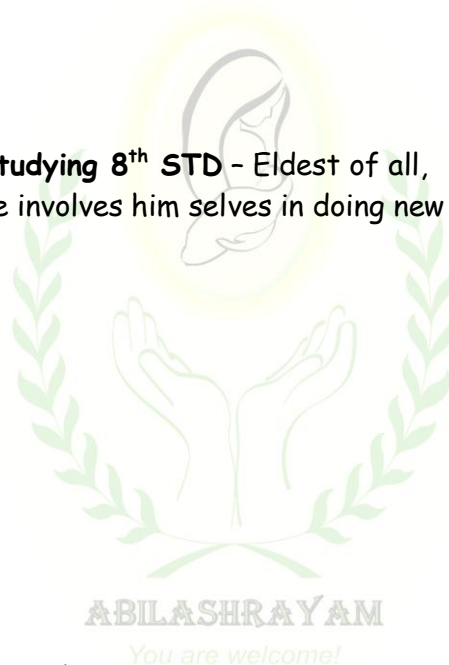 tudying 8th STD – Eldest of all,
e involves him selves in doing new
ABILASHRAYAM
You are welcome!